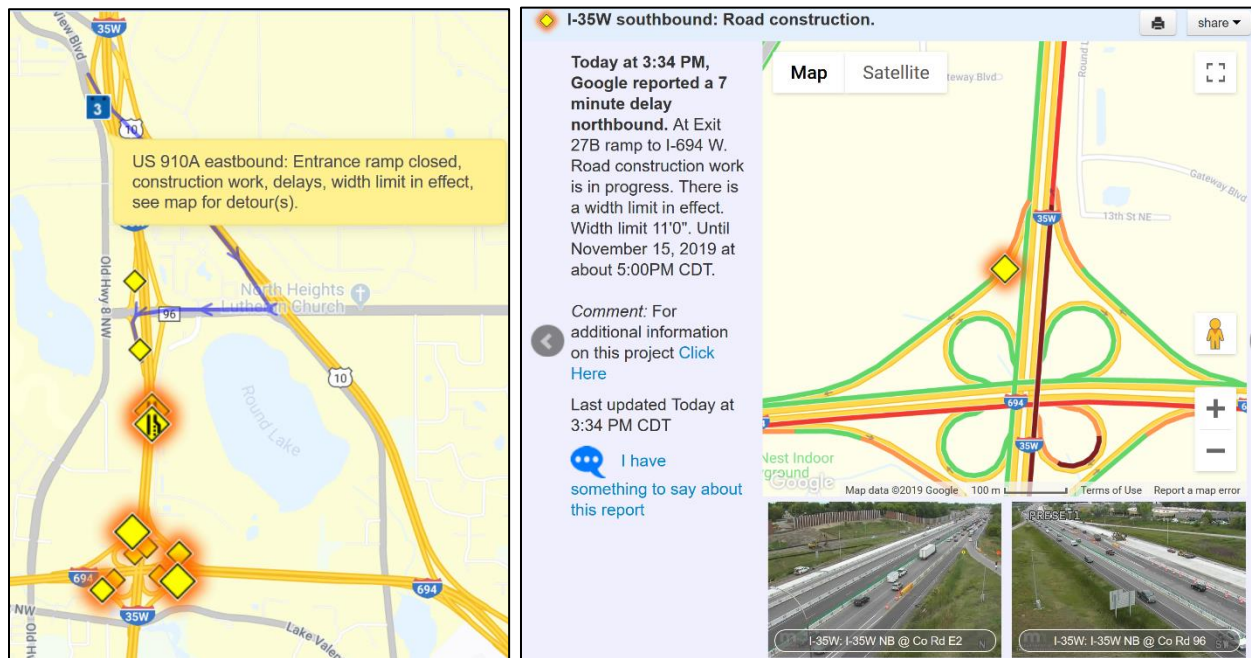 35W
View Blvd
3
10
US 910A eastbound: Entrance ramp closed,
construction work, delays, width limit in effect,
see map for detour(s).
Old Hwy 8 NW
North Heights
Lutheran Church
96
10
Round Lake
694
694
35W
NW
Old H
Lake Valen
I-35W southbound: Road construction.
share
Today at 3:34 PM,
Google reported a 7
minute delay
northbound. At Exit
27B ramp to I-694 W.
Road construction work
is in progress. There is
a width limit in effect.
Width limit 11'0". Until
November 15, 2019 at
about 5:00PM CDT.
Comment: For
additional information
on this project Click
Here
Last updated Today at
3:34 PM CDT
I have
something to say about
this report
Map Satellite
teway Blvd
Round L
Gateway Blvd
13th St NE
35W
694
35W
Nest Indoor
ground
Google
Map data ©2019 Google 100 m Terms of Use Report a map error
I-35W: I-35W NB @ Co Rd E2
PRESET1
I-35W: I-35W NB @ Co Rd 96